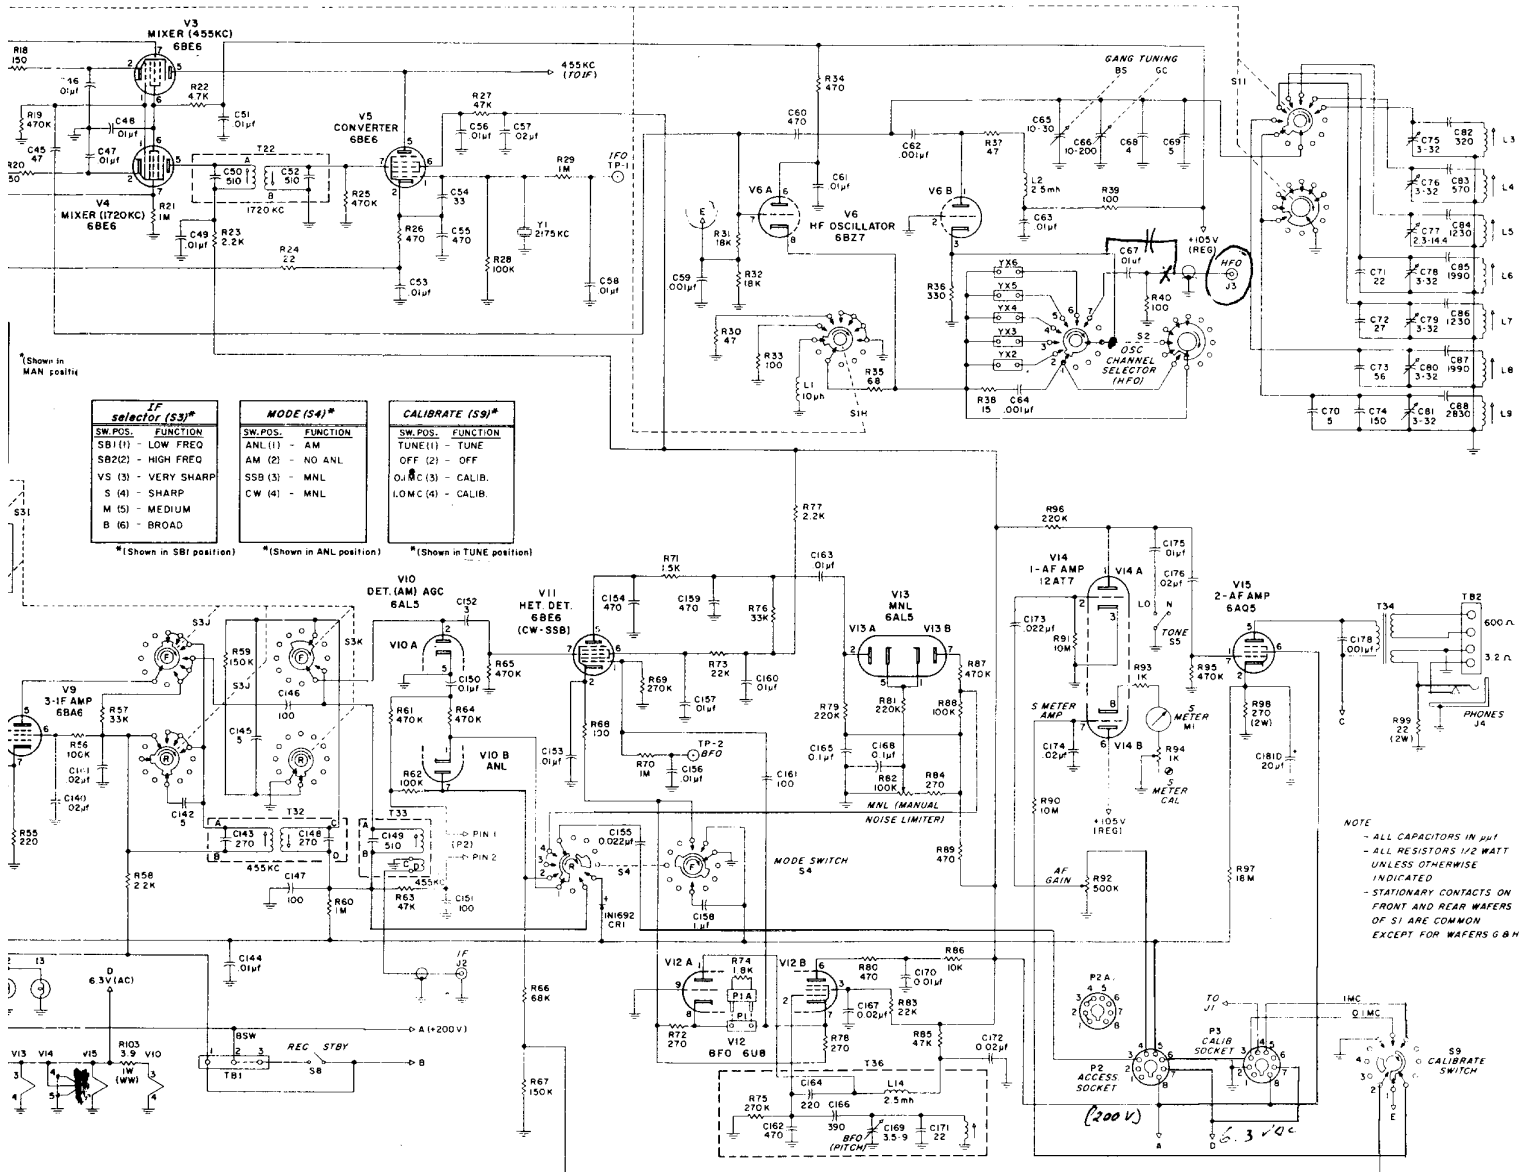 V3
MIXER (455KC)
6BE6
R18
150
R19
470K
C45
47
C48
.01µf
C47
.01µf
R22
4.7K
C51
.01µf
V4
MIXER (1720KC)
6BE6
R21
1M
C49
.01µf
R23
2.2K
R24
22
T22
A
C50
510
C52
510
B
1720 KC
R25
470K
V5
CONVERTER
6BE6
455KC
(TO IF)
R27
47K
C56
.01µf
C57
.02µf
C54
33
C55
470
R26
470
C53
.01µf
R28
100K
Y1
2175KC
R29
1M
IFO
TP-1
C58
.01µf
R34
470
C60
470
C61
.01µf
C62
.001µf
V6A
V6B
V6
HF OSCILLATOR
6BZ7
E
R31
18K
C59
.001µf
R32
18K
R30
47
R33
100
L1
10µh
R35
68
S1H
R36
330
R37
47
L2
2.5mh
C63
.01µf
R39
100
GANG TUNING
BS GC
C65
10-30
C66
10-200
C68
4
C69
5
+105V
(REG)
C67
.01µf
HFO
J3
R40
100
YX6
YX5
YX4
YX3
YX2
S2
OSC
CHANNEL
SELECTOR
(HFO)
R38
15
C64
.001µf
S11
C75
3-32
C82
320
L3
C76
3-32
C83
570
L4
C77
2.3-14.4
C84
1230
L5
C71
22
C78
3-32
C85
1990
L6
C72
27
C79
3-32
C86
1230
L7
C73
56
C80
3-32
C87
1990
L8
C70
5
C74
150
C81
3-32
C88
2830
L9
*(Shown in
MAN positio
IF
selector (S3)*
SW.POS. FUNCTION
SB1(1) - LOW FREQ
SB2(2) - HIGH FREQ
VS (3) - VERY SHARP
S (4) - SHARP
M (5) - MEDIUM
B (6) - BROAD
*(Shown in SB1 position)
MODE (S4)*
SW.POS. FUNCTION
ANL (1) - AM
AM (2) - NO ANL
SSB (3) - MNL
CW (4) - MNL
*(Shown in ANL position)
CALIBRATE (S9)*
SW.POS. FUNCTION
TUNE(1) - TUNE
OFF (2) - OFF
0.1MC (3) - CALIB.
1.0MC (4) - CALIB.
*(Shown in TUNE position)
S31
R77
2.2K
V9
3-IF AMP
6BA6
R57
33K
R56
100K
C141
.02µf
C140
.02µf
R55
220
R58
2.2K
S3J
F
R
C142
5
R59
150K
S3J
C145
5
S3K
F
R
C146
100
T32
C143
270
C148
270
455KC
C147
100
R60
1M
C144
.01µf
V10
DET. (AM) AGC
6AL5
C152
3
V10A
C150
0.1µf
R61
470K
R64
470K
R65
470K
V10B
ANL
R62
100K
T33
C149
510
455KC
R63
47K
PIN 1
(P2)
PIN 2
C151
100
IF
J2
R66
68K
R67
150K
V11
HET. DET.
6BE6
(CW-SSB)
R71
1.5K
C154
470
C159
470
R76
33K
C163
.01µf
R73
22K
R69
270K
C157
.01µf
C160
.01µf
R68
100
C153
.01µf
R70
1M
TP-2
BFO
C156
.01µf
C161
100
V13
MNL
6AL5
V13A V13B
R87
470K
R79
220K
R81
220K
R88
100K
C165
0.1µf
C168
0.1µf
R82
100K
R84
270
MNL (MANUAL
NOISE LIMITER)
R89
470
C155
0.022µf
R
S4
F
MODE SWITCH
S4
C158
1µf
IN1692
CR1
R96
220K
V14
1-AF AMP
12AT7
V14A
C173
.022µf
R91
10M
C175
.01µf
C176
.02µf
LO N
TONE
S5
S METER
AMP
V14B
C174
.02µf
R93
1K
S
METER
M1
R94
1K
S
METER
CAL
R90
10M
+105V
(REG)
AF
GAIN
R92
500K
V15
2-AF AMP
6AQ5
R95
470K
R98
270
(2W)
C181D
20µf
R97
18M
C178
.001µf
C
T34
TB2
600Ω
3.2Ω
PHONES
J4
R99
22
(2W)
NOTE
- ALL CAPACITORS IN µµf
- ALL RESISTORS 1/2 WATT
UNLESS OTHERWISE
INDICATED
- STATIONARY CONTACTS ON
FRONT AND REAR WAFERS
OF S1 ARE COMMON
EXCEPT FOR WAFERS G & H
D
6.3V(AC)
V13
V14
V15
R103
3.9
1W
(WW)
V10
BSW
TB1
REC STBY
S8
A (+200V)
B
V12A
R74
1.8K
P1A
P1
V12
BFO 6U8
V12B
R72
270
R78
270
R80
470
C170
0.01µf
R86
10K
C167
0.02µf
R83
22K
R85
47K
C172
0.02µf
T36
C164
220
L14
2.5mh
R75
270K
C162
470
C166
390
C169
3.5-9
C171
22
BFO
(PITCH)
P2A
P2
ACCESS
SOCKET
TO
J1
P3
CALIB
SOCKET
1MC
0.1MC
S9
CALIBRATE
SWITCH
E
A
D
(200 V)
6.3 VAC